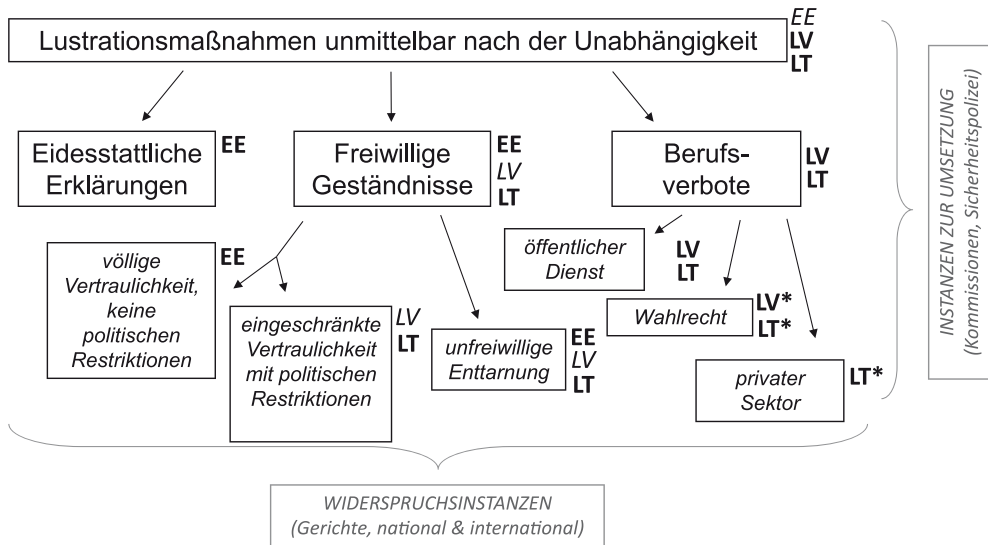 Lustrationsmaßnahmen unmittelbar nach der Unabhängigkeit
EE
LV
LT
Eidesstattliche
Erklärungen
EE
Freiwillige
Geständnisse
EE
LV
LT
Berufs-
verbote
LV
LT
völlige
Vertraulichkeit,
keine
politischen
Restriktionen
EE
eingeschränkte
Vertraulichkeit
mit politischen
Restriktionen
LV
LT
unfreiwillige
Enttarnung
EE
LV
LT
öffentlicher
Dienst
LV
LT
Wahlrecht
LV*
LT*
privater
Sektor
LT*
INSTANZEN ZUR UMSETZUNG
(Kommissionen, Sicherheitspolizei)
WIDERSPRUCHSINSTANZEN
(Gerichte, national & international)